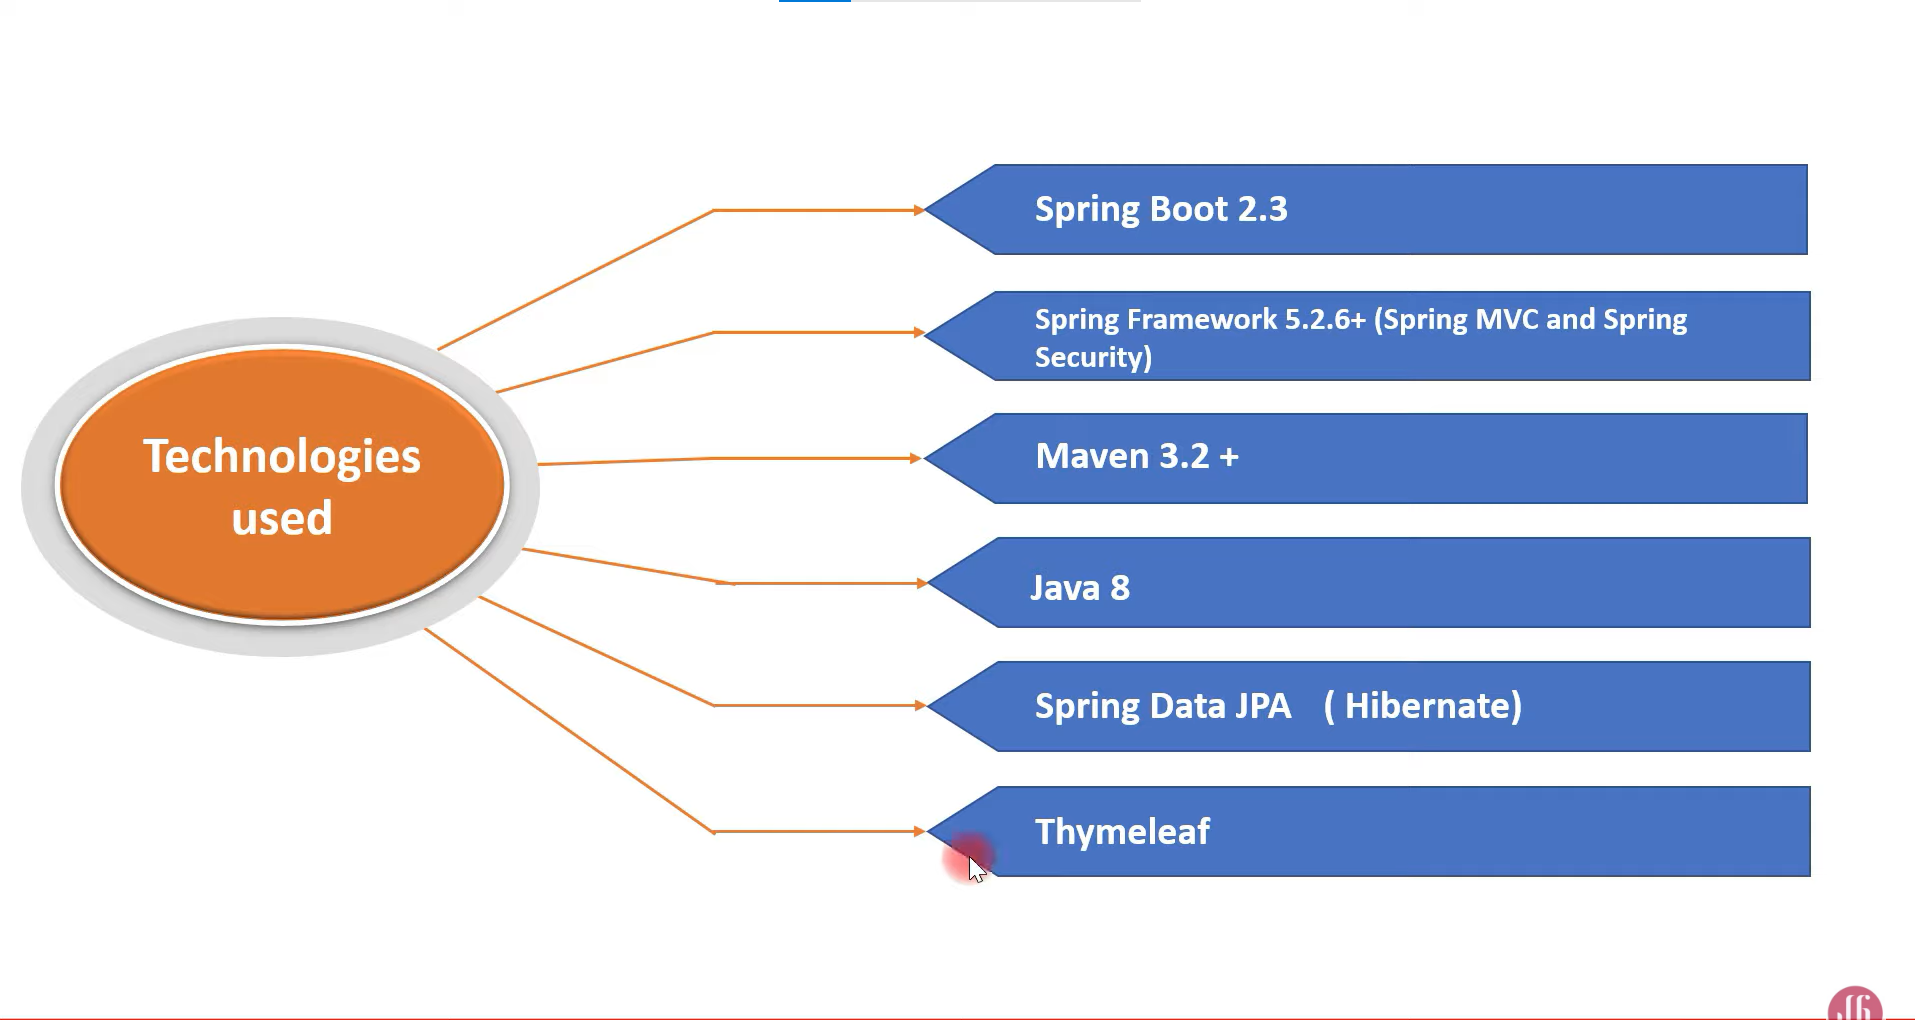 Technologies
used
Spring Boot 2.3
Spring Framework 5.2.6+ (Spring MVC and Spring
Security)
Maven 3.2 +
Java 8
Spring Data JPA   ( Hibernate)
Thymeleaf